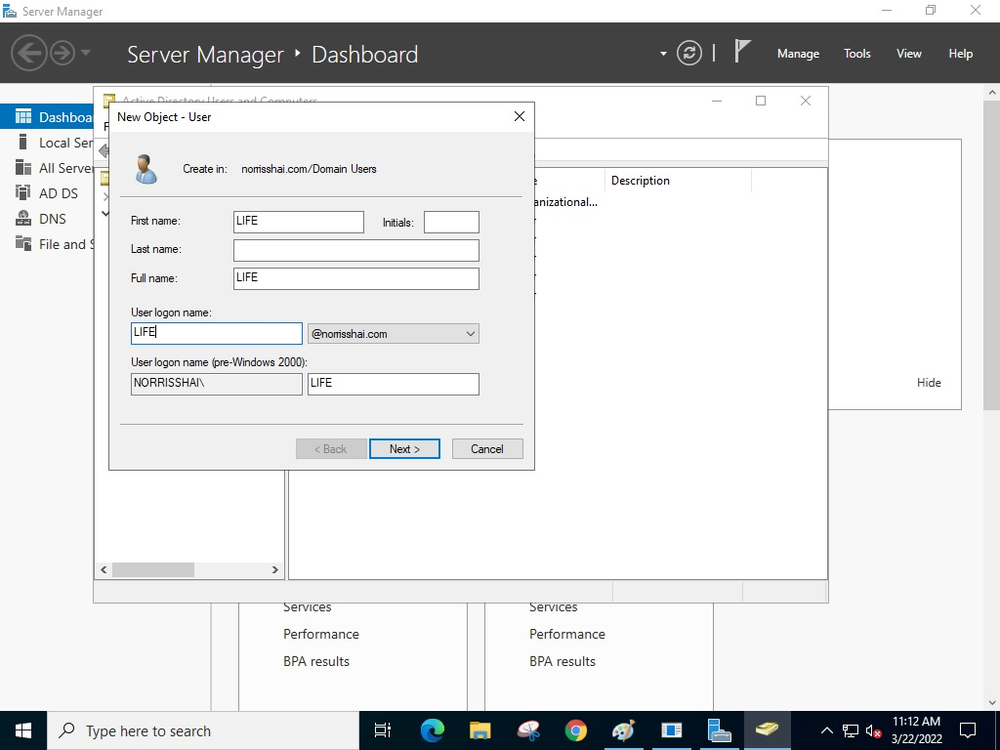 Server Manager
Server Manager ‣ Dashboard
Manage Tools View Help
Dashboa
Local Ser
All Server
AD DS
DNS
File and S
Active Directory Users and Computers
F
New Object - User
Create in: norrisshai.com/Domain Users
First name: LIFE Initials:
Last name:
Full name: LIFE
User logon name:
LIFE @norrisshai.com
User logon name (pre-Windows 2000):
NORRISSHAI\ LIFE
< Back Next > Cancel
e Description
anizational...
Hide
Services Services
Performance Performance
BPA results BPA results
Type here to search
11:12 AM
3/22/2022